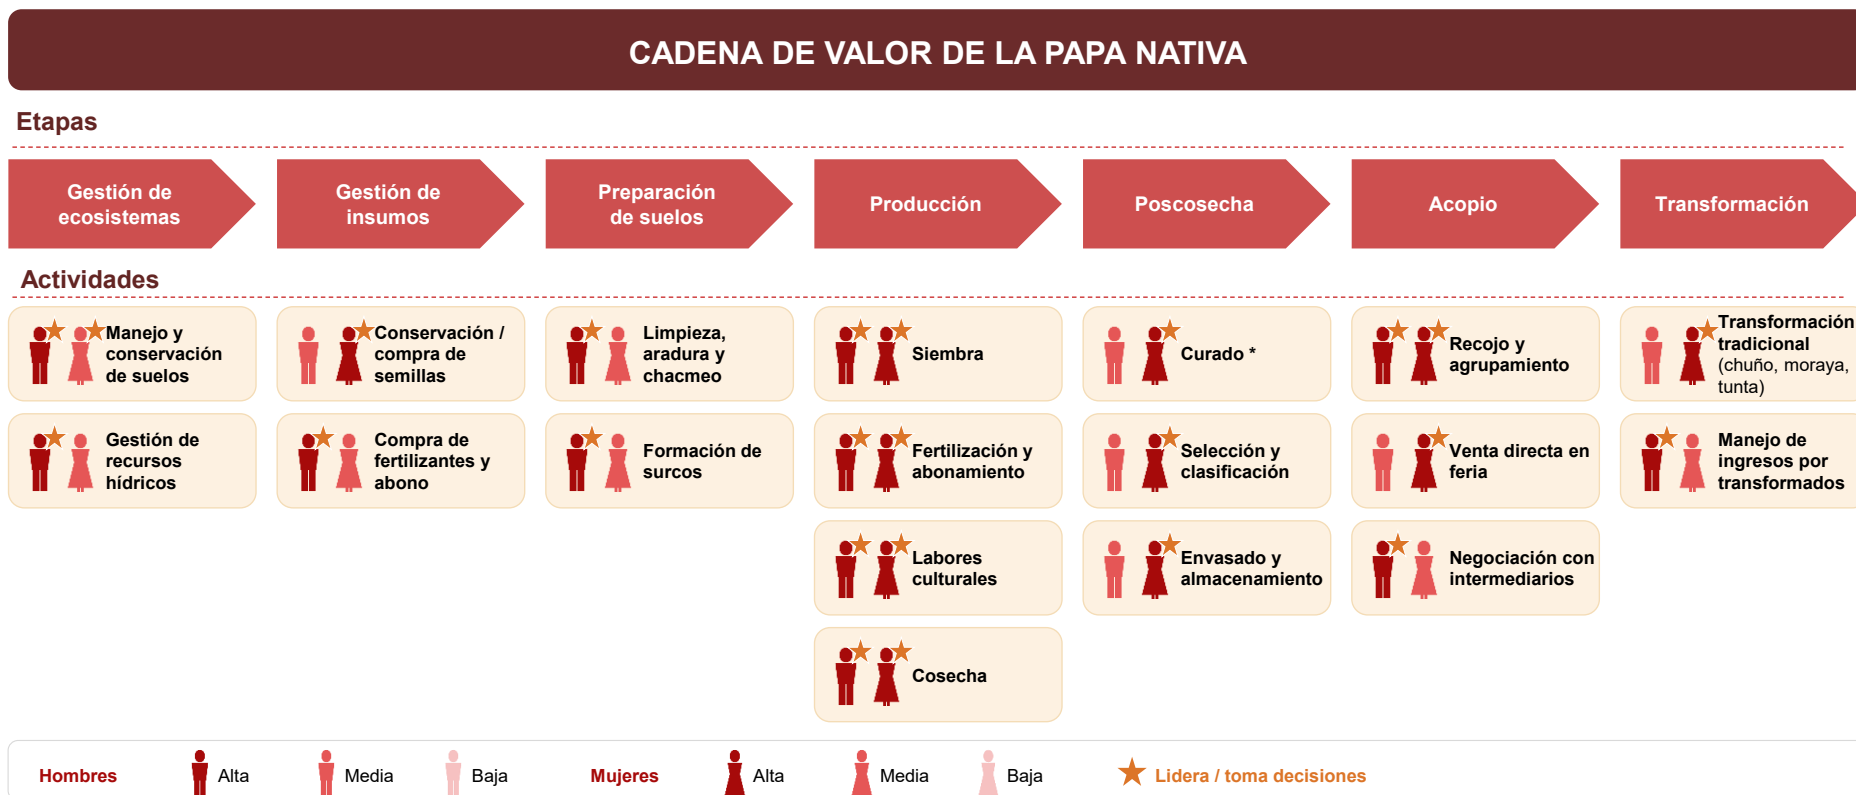 CADENA DE VALOR DE LA PAPA NATIVA
Etapas
Gestión de
ecosistemas
Gestión de
insumos
Preparación
de suelos
Producción
Poscosecha
Acopio
Transformación
Actividades
Manejo y
conservación
de suelos
Gestión de
recursos
hídricos
Conservación /
compra de
semillas
Compra de
fertilizantes y
abono
Limpieza,
aradura y
chacmeo
Formación de
surcos
Siembra
Fertilización y
abonamiento
Labores
culturales
Cosecha
Curado *
Selección y
clasificación
Envasado y
almacenamiento
Recojo y
agrupamiento
Venta directa en
feria
Negociación con
intermediarios
Transformación
tradicional
(chuño, moraya,
tunta)
Manejo de
ingresos por
transformados
Hombres
Alta
Media
Baja
Mujeres
Alta
Media
Baja
Lidera / toma decisiones